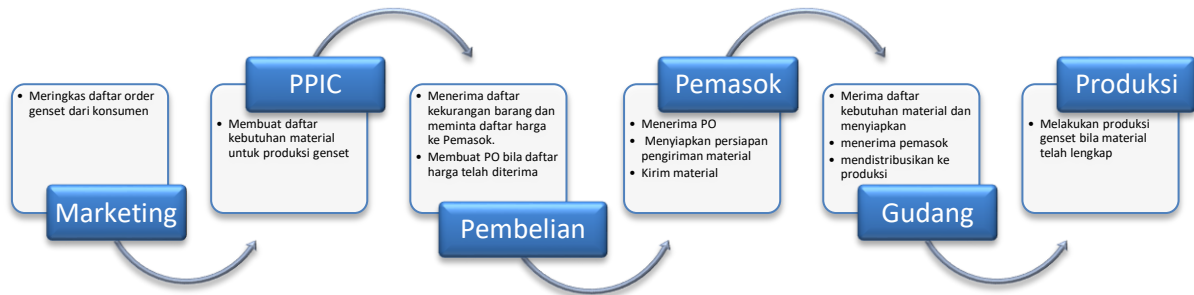 • Meringkas daftar order
genset dari konsumen
Marketing
PPIC
• Membuat daftar
kebutuhan material
untuk produksi genset
• Menerima daftar
kekurangan barang dan
meminta daftar harga
ke Pemasok.
• Membuat PO bila daftar
harga telah diterima
Pembelian
Pemasok
• Menerima PO
• Menyiapkan persiapan
pengiriman material
• Kirim material
• Merima daftar
kebutuhan material dan
menyiapkan
• menerima pemasok
• mendistribusikan ke
produksi
Gudang
Produksi
• Melakukan produksi
genset bila material
telah lengkap